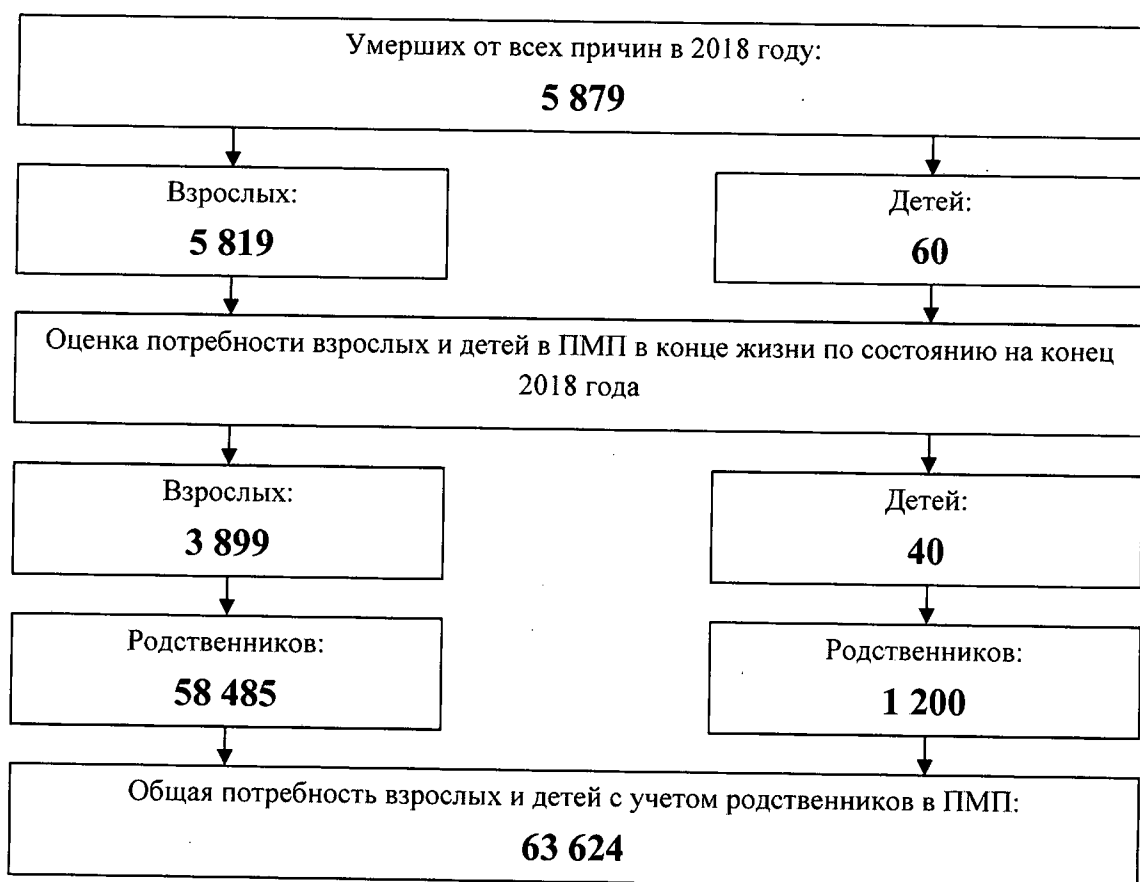 Умерших от всех причин в 2018 году:
5 879
Взрослых:
5 819
Детей:
60
Оценка потребности взрослых и детей в ПМП в конце жизни по состоянию на конец
2018 года
Взрослых:
3 899
Детей:
40
Родственников:
58 485
Родственников:
1 200
Общая потребность взрослых и детей с учетом родственников в ПМП:
63 624